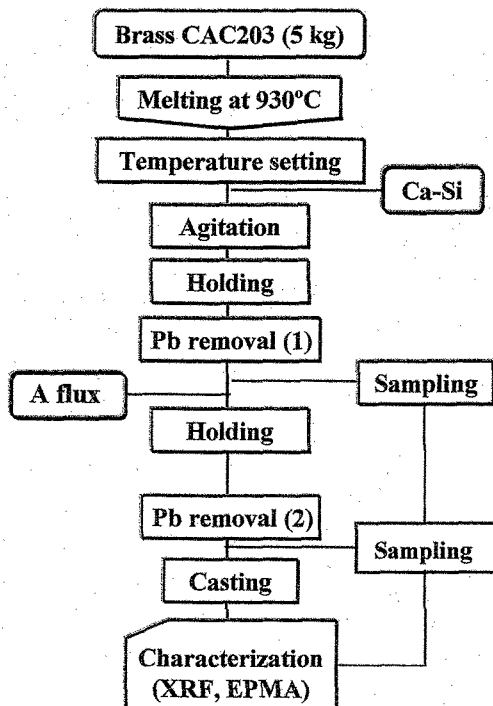 Brass CAC203 (5 kg)
Melting at 930°C
Temperature setting
Ca-Si
Agitation
Holding
Pb removal (1)
Sampling
A flux
Holding
Pb removal (2)
Sampling
Casting
Characterization
(XRF, EPMA)